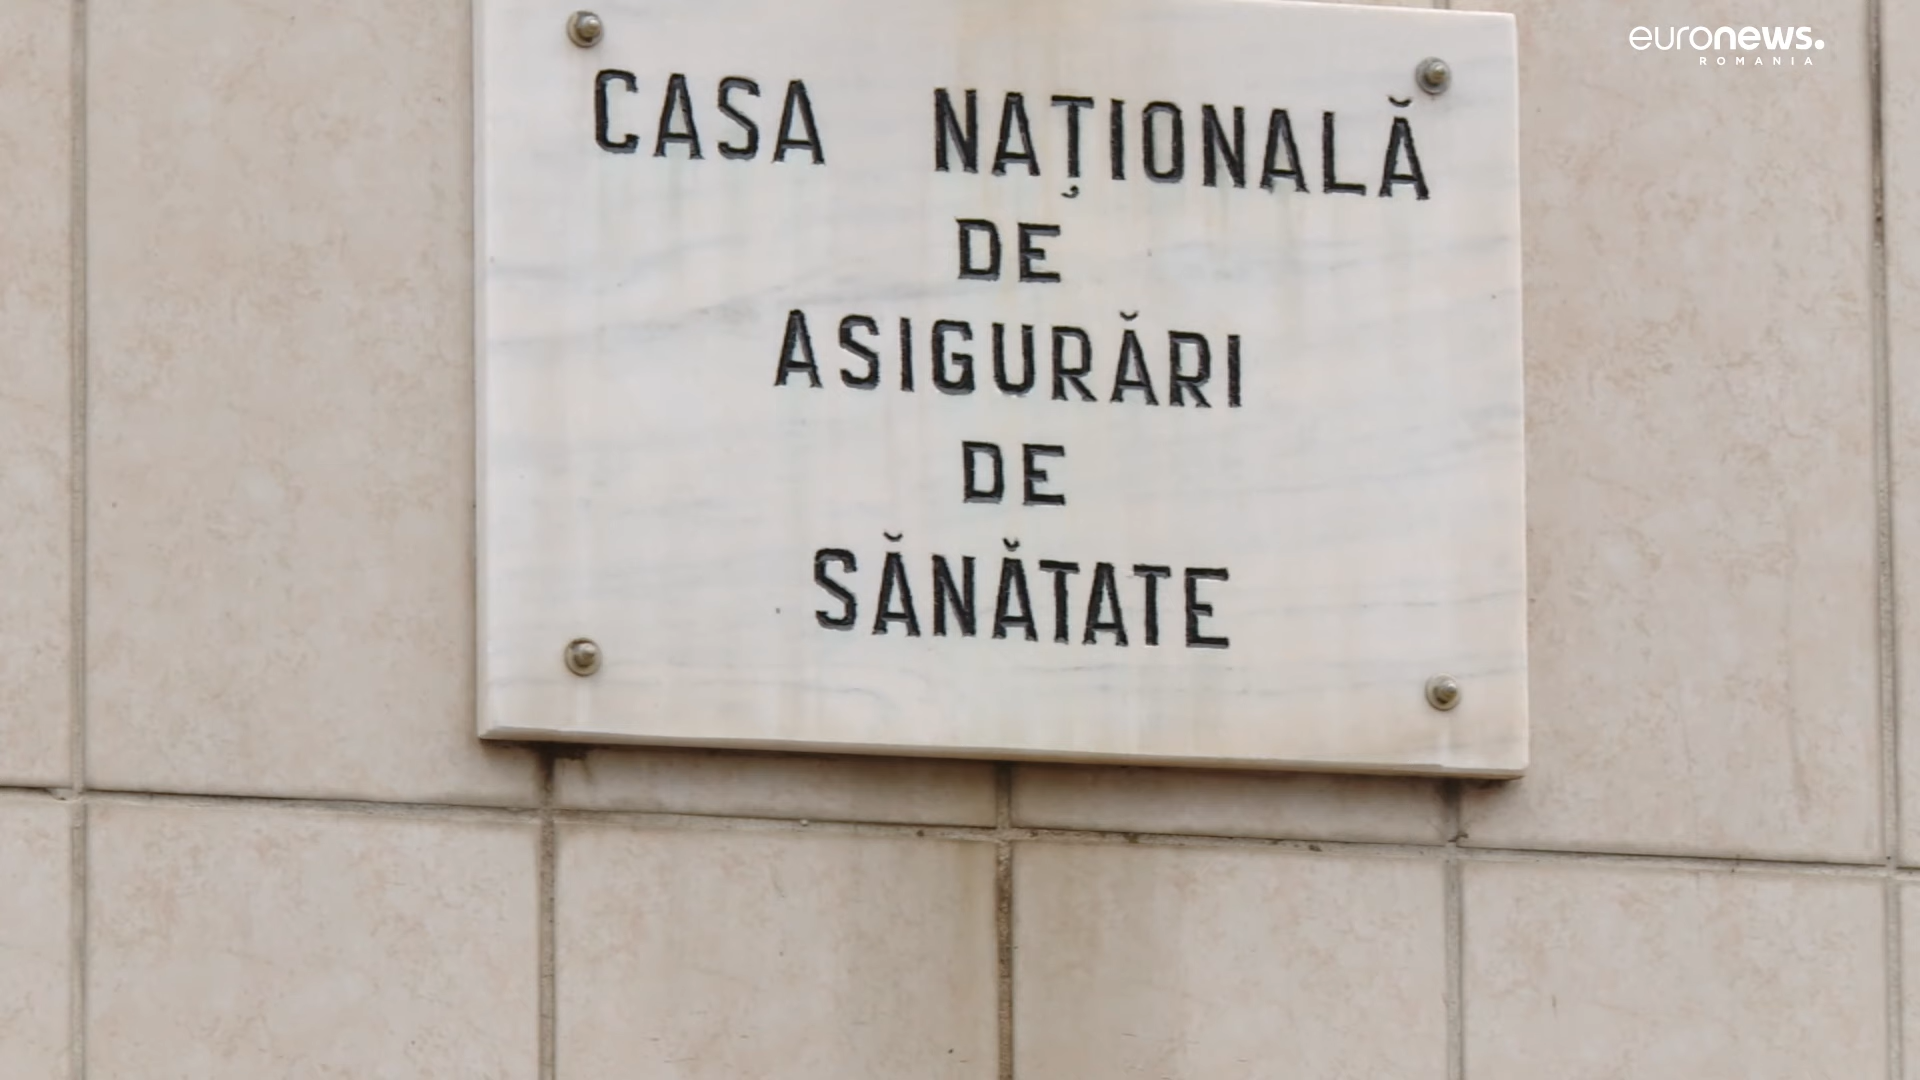 euronews.
ROMANIA
CASA NAȚIONALĂ
DE
ASIGURĂRI
DE
SĂNĂTATE